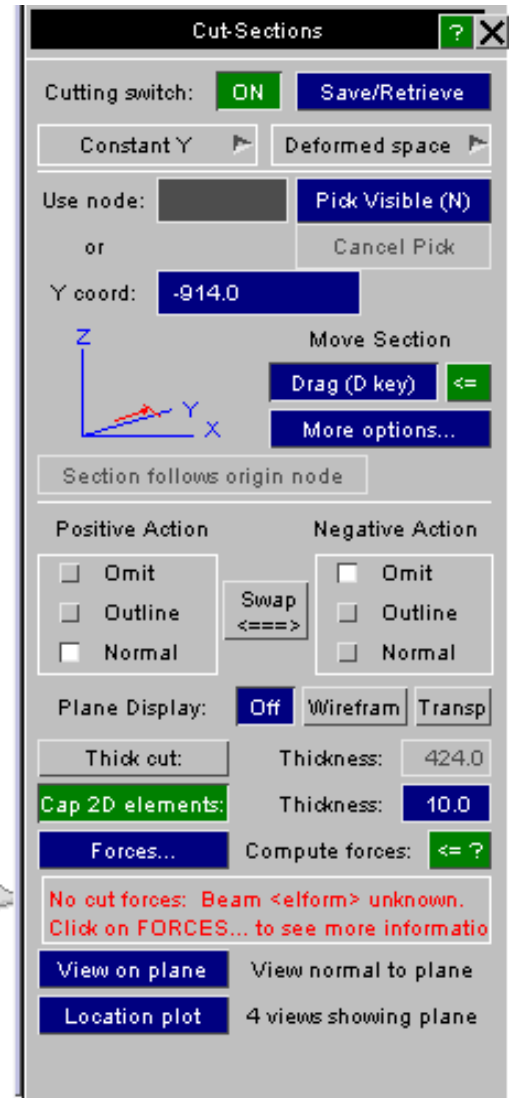 Cut-Sections ? X
Cutting switch: ON Save/Retrieve
Constant Y Deformed space
Use node: Pick Visible (N)
or Cancel Pick
Y coord: -914.0
Z Move Section
Drag (D key) <=
Y
X More options...
Section follows origin node
Positive Action Negative Action
Omit Omit
Swap
Outline Outline
<===>
Normal Normal
Plane Display: Off Wirefram Transp
Thick cut: Thickness: 424.0
Cap 2D elements: Thickness: 10.0
Forces... Compute forces: <= ?
No cut forces: Beam <elform> unknown.
Click on FORCES... to see more informatio
View on plane View normal to plane
Location plot 4 views showing plane